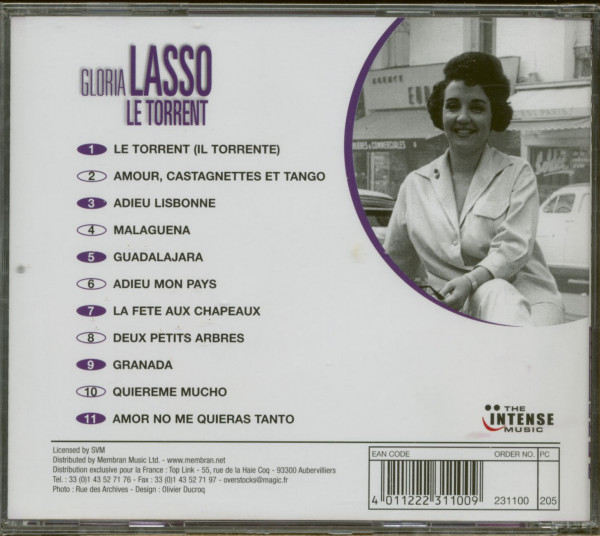 GLORIA LASSO
LE TORRENT
1 LE TORRENT (IL TORRENTE)
2 AMOUR, CASTAGNETTES ET TANGO
3 ADIEU LISBONNE
4 MALAGUENA
5 GUADALAJARA
6 ADIEU MON PAYS
7 LA FETE AUX CHAPEAUX
8 DEUX PETITS ARBRES
9 GRANADA
10 QUIEREME MUCHO
11 AMOR NO ME QUIERAS TANTO
AGENCE
THE
INTENSE
MUSIC
Licensed by SVM
Distributed by Membran Music Ltd. - www.membran.net
Distribution exclusive pour la France : Top Link - 55, rue de la Haie Coq - 93300 Aubervilliers
Tel. : 33 (0)1 43 52 71 76 - Fax : 33 (0)1 43 52 71 97 - overstocks@magic.fr
Photo : Rue des Archives - Design : Olivier Ducroq
EAN CODE ORDER NO. PC
4 011222 311009 231100 205